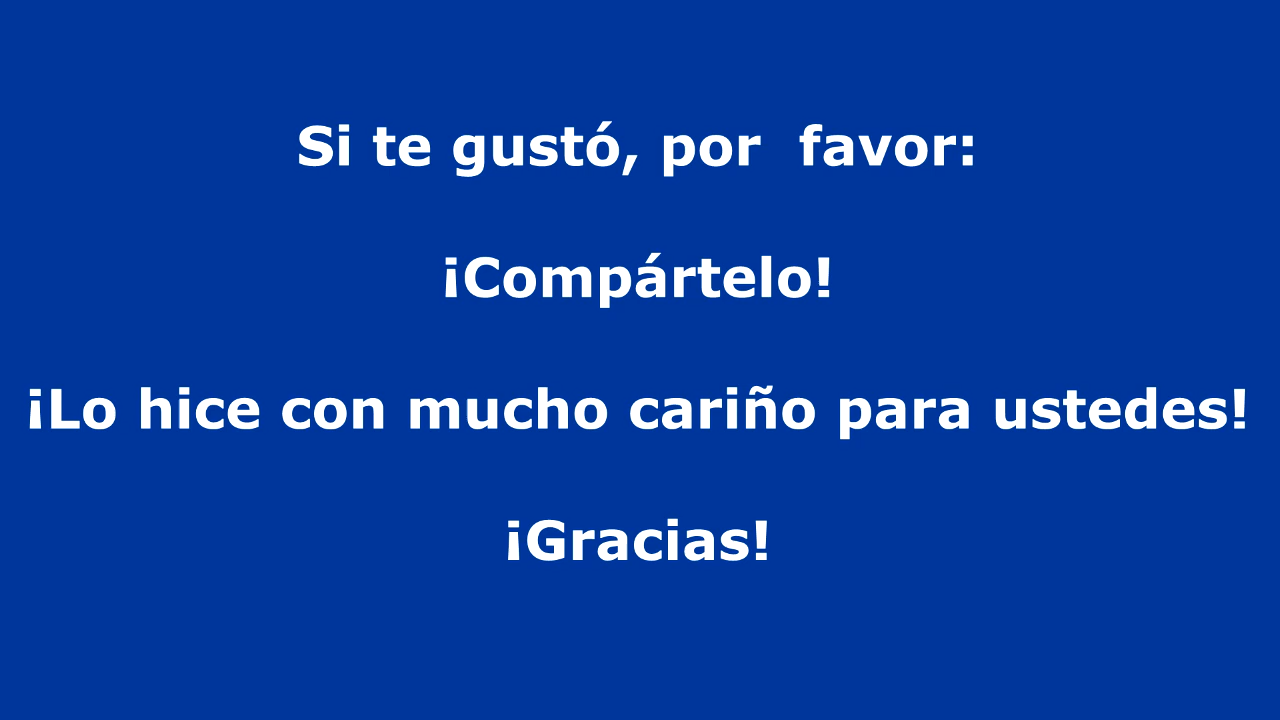 Si te gustó, por  favor:
¡Compártelo!
¡Lo hice con mucho cariño para ustedes!
¡Gracias!